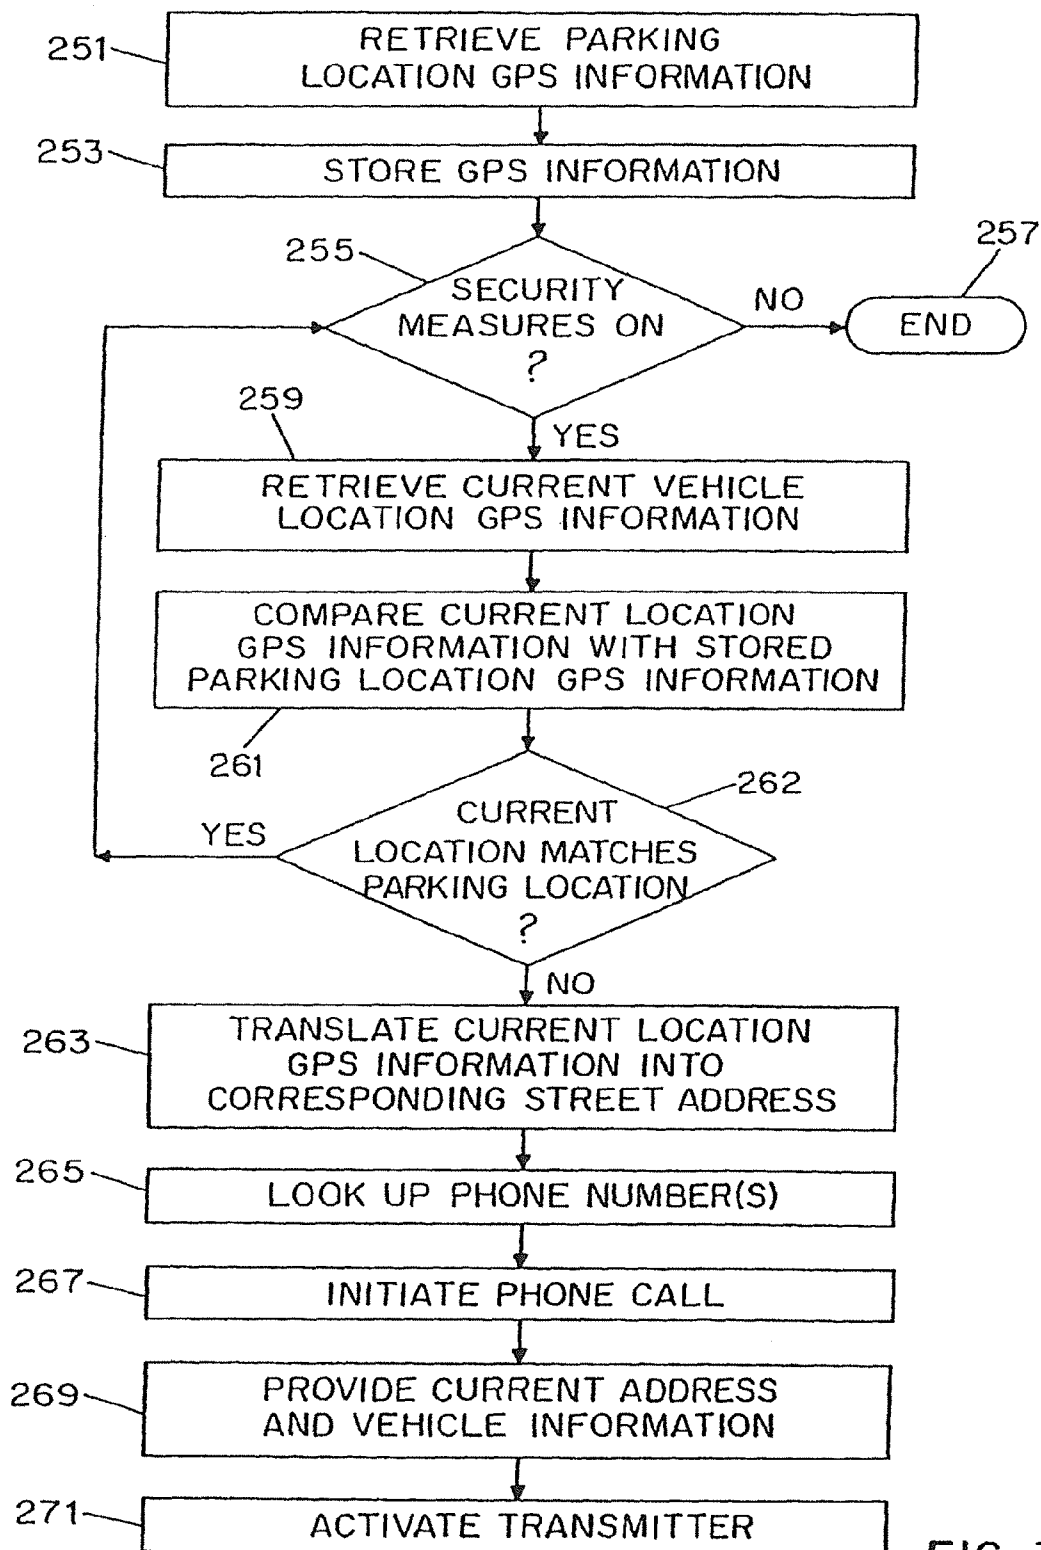 251
RETRIEVE PARKING
LOCATION GPS INFORMATION
253
STORE GPS INFORMATION
255
SECURITY
MEASURES ON
?
NO
257
END
YES
259
RETRIEVE CURRENT VEHICLE
LOCATION GPS INFORMATION
COMPARE CURRENT LOCATION
GPS INFORMATION WITH STORED
PARKING LOCATION GPS INFORMATION
261
262
CURRENT
LOCATION MATCHES
PARKING LOCATION
?
YES
NO
263
TRANSLATE CURRENT LOCATION
GPS INFORMATION INTO
CORRESPONDING STREET ADDRESS
265
LOOK UP PHONE NUMBER(S)
267
INITIATE PHONE CALL
269
PROVIDE CURRENT ADDRESS
AND VEHICLE INFORMATION
271
ACTIVATE TRANSMITTER
FIG.